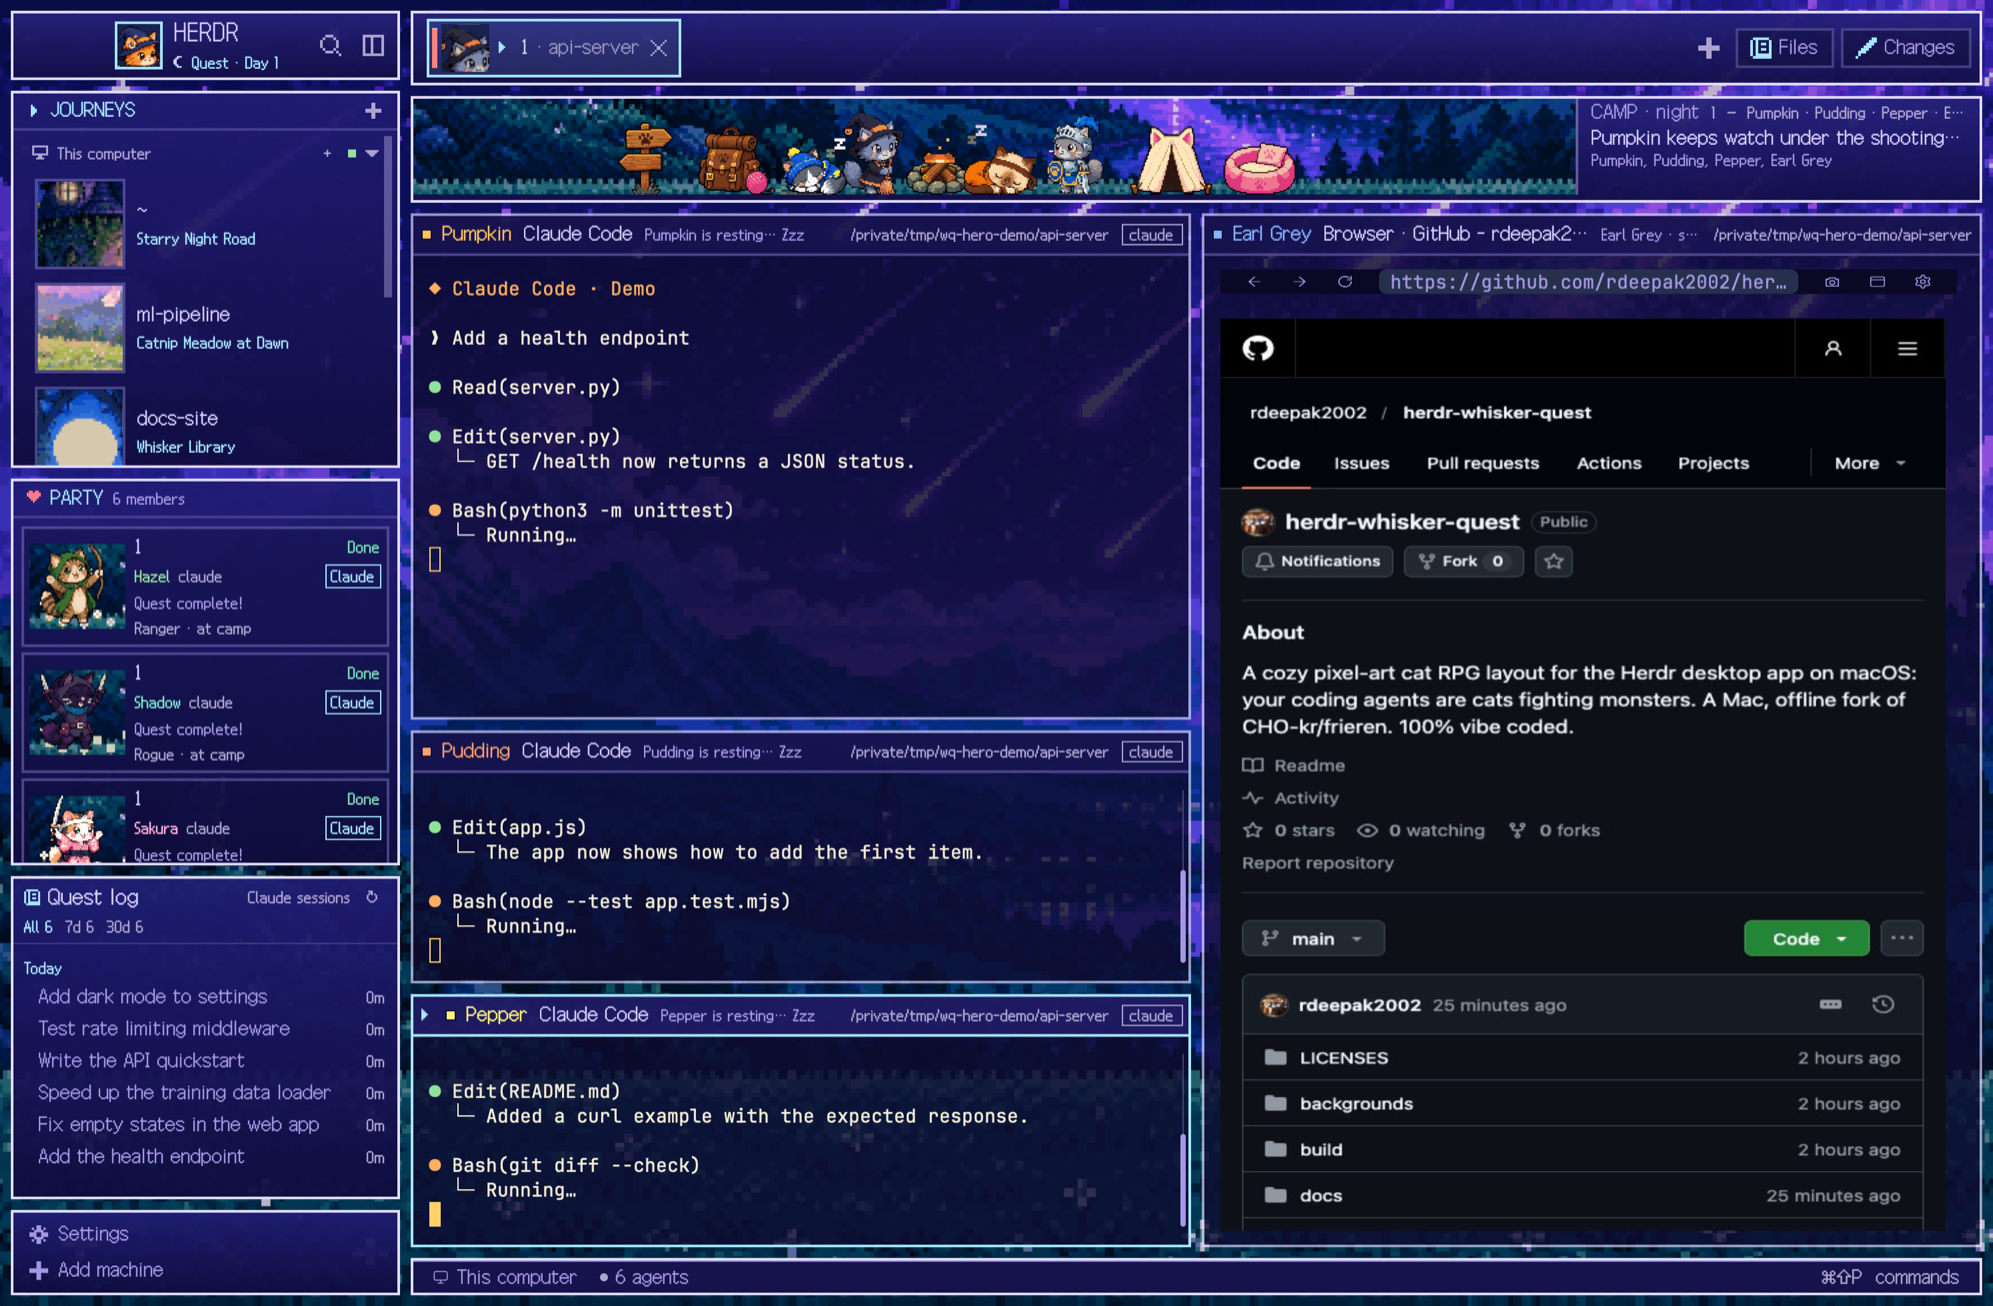 HERDR
Quest · Day 1
JOURNEYS
This computer
~
Starry Night Road
ml-pipeline
Catnip Meadow at Dawn
docs-site
Whisker Library
PARTY 6 members
1 Done
Hazel claude Claude
Quest complete!
Ranger · at camp
1 Done
Shadow claude Claude
Quest complete!
Rogue · at camp
1 Done
Sakura claude Claude
Quest complete!
Quest log Claude sessions
All 6 7d 6 30d 6
Today
Add dark mode to settings 0m
Test rate limiting middleware 0m
Write the API quickstart 0m
Speed up the training data loader 0m
Fix empty states in the web app 0m
Add the health endpoint 0m
Settings
Add machine
1 · api-server
Files
Changes
z z
z z
CAMP · night 1 – Pumpkin · Pudding · Pepper · E···
Pumpkin keeps watch under the shooting···
Pumpkin, Pudding, Pepper, Earl Grey
Pumpkin Claude Code Pumpkin is resting··· Zzz /private/tmp/wq-hero-demo/api-server claude
Claude Code · Demo
❯ Add a health endpoint
Read(server.py)
Edit(server.py)
└─ GET /health now returns a JSON status.
Bash(python3 -m unittest)
└─ Running…
Pudding Claude Code Pudding is resting··· Zzz /private/tmp/wq-hero-demo/api-server claude
Edit(app.js)
└─ The app now shows how to add the first item.
Bash(node --test app.test.mjs)
└─ Running…
Pepper Claude Code Pepper is resting··· Zzz /private/tmp/wq-hero-demo/api-server claude
Edit(README.md)
└─ Added a curl example with the expected response.
Bash(git diff --check)
└─ Running…
Earl Grey Browser · GitHub - rdeepak2··· Earl Grey · s··· /private/tmp/wq-hero-demo/api-server
https://github.com/rdeepak2002/her…
rdeepak2002 / herdr-whisker-quest
Code Issues Pull requests Actions Projects More
herdr-whisker-quest Public
Notifications Fork 0
About
A cozy pixel-art cat RPG layout for the Herdr desktop app on macOS:
your coding agents are cats fighting monsters. A Mac, offline fork of
CHO-kr/frieren. 100% vibe coded.
Readme
Activity
0 stars 0 watching 0 forks
Report repository
main Code ···
rdeepak2002 25 minutes ago
LICENSES 2 hours ago
backgrounds 2 hours ago
build 2 hours ago
docs 25 minutes ago
This computer • 6 agents
⌘⇧P commands